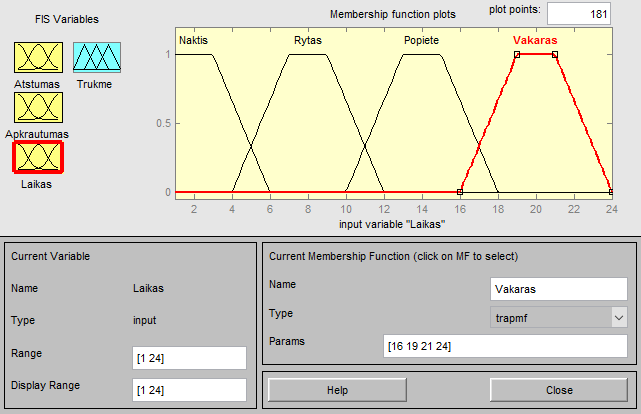 FIS Variables
Membership function plots
plot points: 181
Atstumas
Trukme
Apkrautumas
Laikas
Naktis Rytas Popiete Vakaras
1
0.5
0
2 4 6 8 10 12 14 16 18 20 22 24
input variable "Laikas"
Current Variable
Name Laikas
Type input
Range [1 24]
Display Range [1 24]
Current Membership Function (click on MF to select)
Name Vakaras
Type trapmf
Params [16 19 21 24]
Help Close